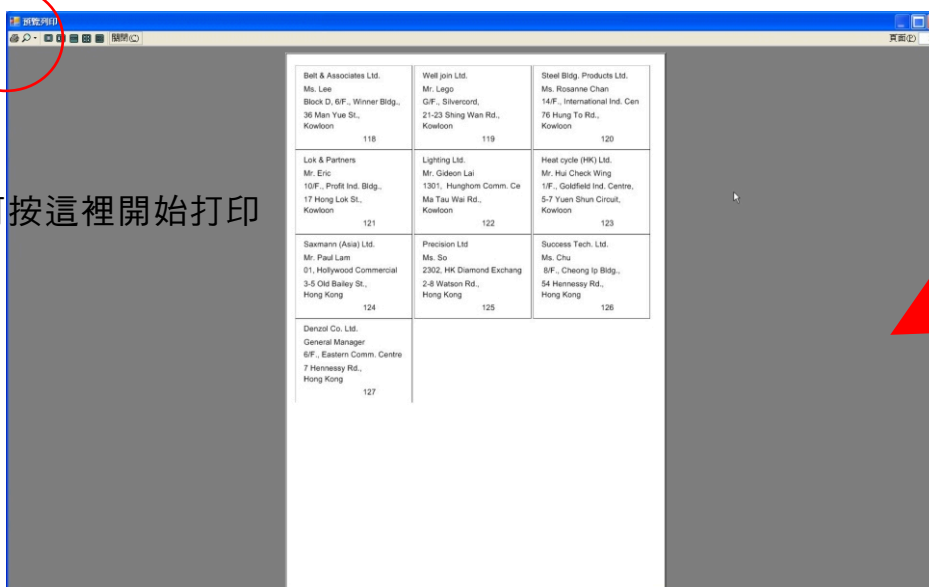 預覽列印
關閉(C)
頁面(P)
Belt & Associates Ltd.
Ms. Lee
Block D, 6/F., Winner Bldg.,
36 Man Yue St.,
Kowloon
118
Well join Ltd.
Mr. Lego
G/F., Silvercord,
21-23 Shing Wan Rd.,
Kowloon
119
Steel Bldg. Products Ltd.
Ms. Rosanne Chan
14/F., International Ind. Cen
76 Hung To Rd.,
Kowloon
120
Lok & Partners
Mr. Eric
10/F., Profit Ind. Bldg.,
17 Hong Lok St.,
Kowloon
121
Lighting Ltd.
Mr. Gideon Lai
1301, Hunghom Comm. Ce
Ma Tau Wai Rd.,
Kowloon
122
Heat cycle (HK) Ltd.
Mr. Hui Check Wing
1/F., Goldfield Ind. Centre,
5-7 Yuen Shun Circuit,
Kowloon
123
按這裡開始打印
Saxmann (Asia) Ltd.
Mr. Paul Lam
01, Hollywood Commercial
3-5 Old Bailey St.,
Hong Kong
124
Precision Ltd
Ms. So
2302, HK Diamond Exchang
2-8 Watson Rd.,
Hong Kong
125
Success Tech. Ltd.
Ms. Chu
8/F., Cheong Ip Bldg.,
54 Hennessy Rd.,
Hong Kong
126
Denzol Co. Ltd.
General Manager
6/F., Eastern Comm. Centre
7 Hennessy Rd.,
Hong Kong
127